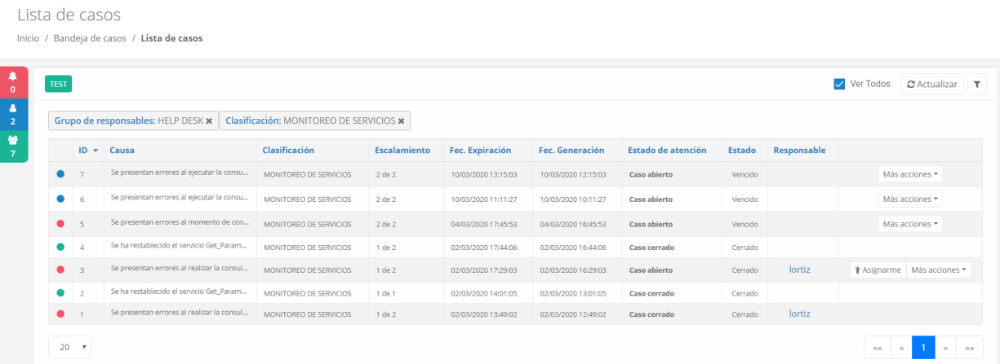 Lista de casos
Inicio / Bandeja de casos / Lista de casos
0
2
7
TEST
Ver Todos Actualizar
Grupo de responsables: HELP DESK ✖ Clasificación: MONITOREO DE SERVICIOS ✖
ID Causa Clasificación Escalamiento Fec. Expiración Fec. Generación Estado de atención Estado Responsable
7 Se presentan errores al ejecutar la consu... MONITOREO DE SERVICIOS 2 de 2 10/03/2020 13:15:03 10/03/2020 12:15:03 Caso abierto Vencido Más acciones
6 Se presentan errores al ejecutar la consu... MONITOREO DE SERVICIOS 2 de 2 10/03/2020 11:11:27 10/03/2020 10:11:27 Caso abierto Vencido Más acciones
5 Se presentan errores al momento de con... MONITOREO DE SERVICIOS 2 de 2 04/03/2020 17:45:53 04/03/2020 16:45:53 Caso abierto Vencido Más acciones
4 Se ha restablecido el servicio Get_Param... MONITOREO DE SERVICIOS 1 de 2 02/03/2020 17:44:06 02/03/2020 16:44:06 Caso cerrado Cerrado
3 Se presentan errores al realizar la consul... MONITOREO DE SERVICIOS 1 de 2 02/03/2020 17:29:03 02/03/2020 16:29:03 Caso abierto Cerrado lortiz Asignarme Más acciones
2 Se ha restablecido el servicio Get_Param... MONITOREO DE SERVICIOS 1 de 1 02/03/2020 14:01:05 02/03/2020 13:01:05 Caso cerrado Cerrado
1 Se presentan errores al realizar la consul... MONITOREO DE SERVICIOS 1 de 2 02/03/2020 13:49:02 02/03/2020 12:49:02 Caso cerrado Cerrado lortiz
20 «« « 1 » »»